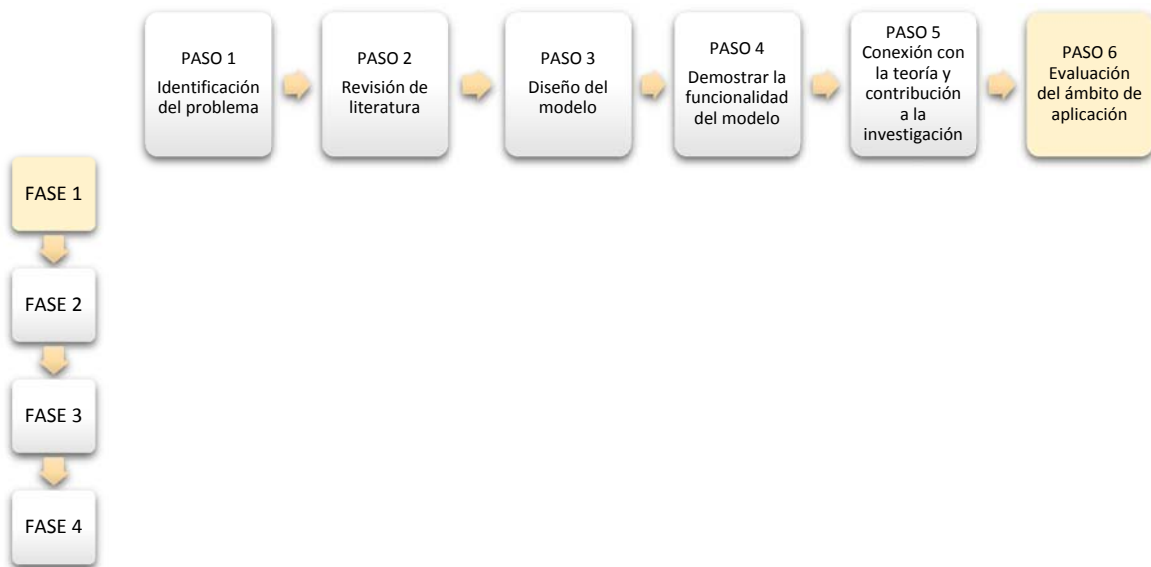 PASO 1
Identificación
del problema
PASO 2
Revisión de
literatura
PASO 3
Diseño del
modelo
PASO 4
Demostrar la
funcionalidad
del modelo
PASO 5
Conexión con
la teoría y
contribución
a la
investigación
PASO 6
Evaluación
del ámbito de
aplicación
FASE 1
FASE 2
FASE 3
FASE 4